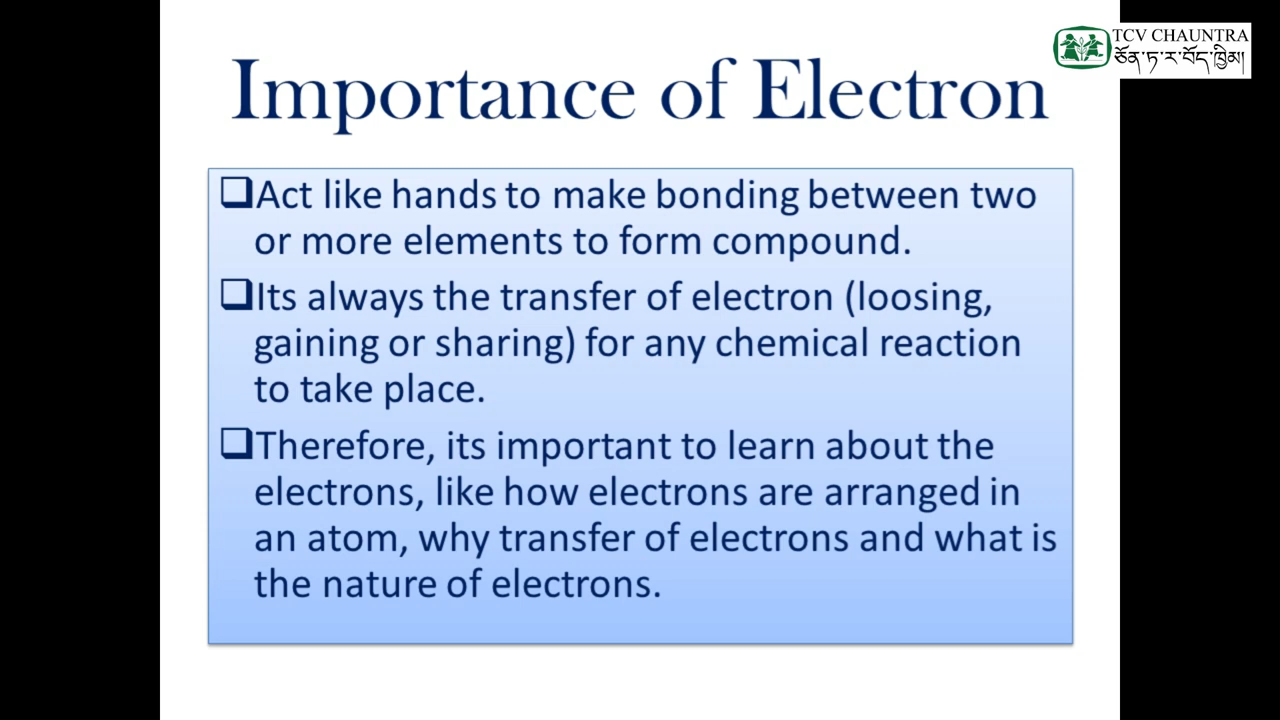 TCV CHAUNTRA
ཅོན་ཏ་ར་བོད་ཁྱིམ།
Importance of Electron
❑Act like hands to make bonding between two
or more elements to form compound.
❑Its always the transfer of electron (loosing,
gaining or sharing) for any chemical reaction
to take place.
❑Therefore, its important to learn about the
electrons, like how electrons are arranged in
an atom, why transfer of electrons and what is
the nature of electrons.